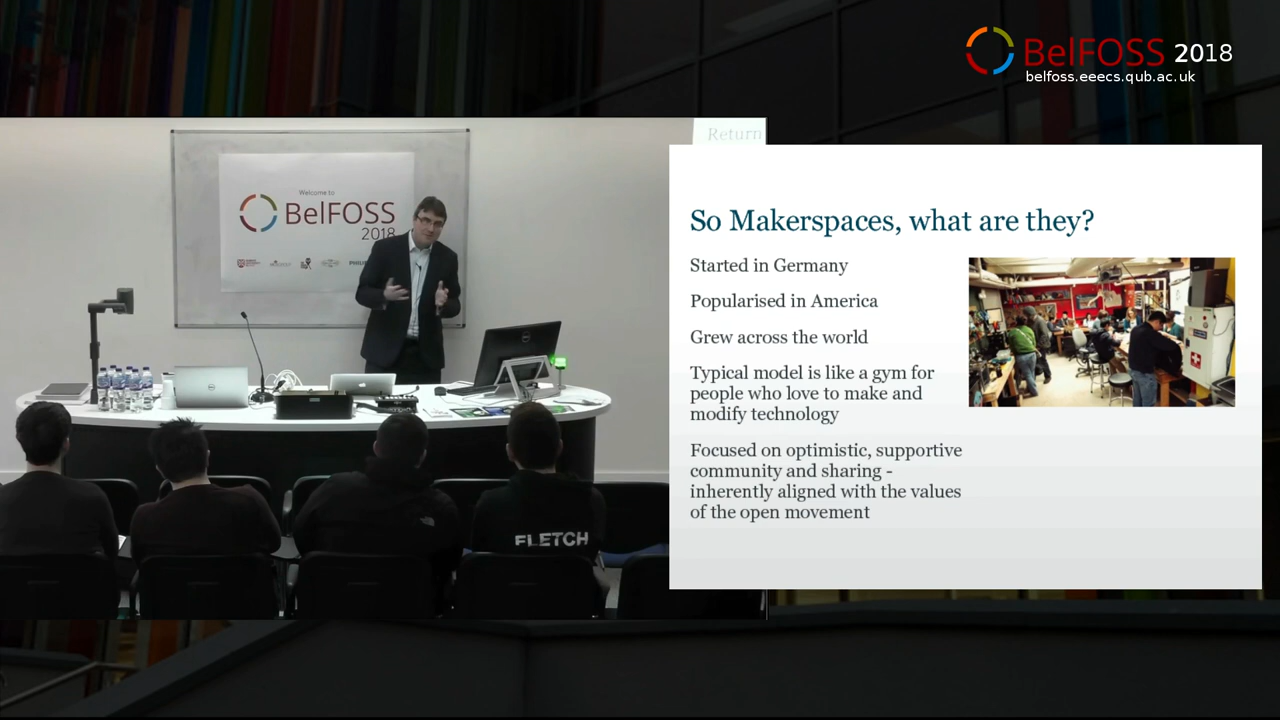 BelFOSS 2018
belfoss.eeecs.qub.ac.uk
Return
Welcome to
BelFOSS
2018
FLETCH
So Makerspaces, what are they?
Started in Germany
Popularised in America
Grew across the world
Typical model is like a gym for
people who love to make and
modify technology
Focused on optimistic, supportive
community and sharing -
inherently aligned with the values
of the open movement